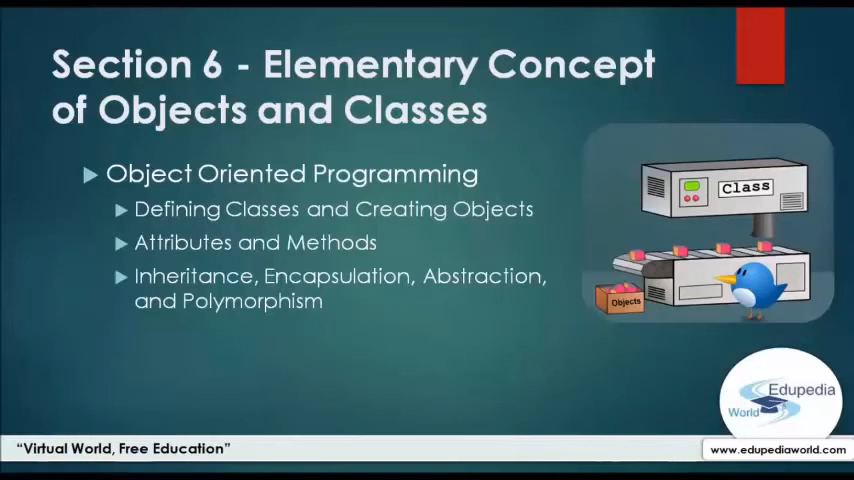 Section 6 - Elementary Concept
of Objects and Classes
Object Oriented Programming
Defining Classes and Creating Objects
Attributes and Methods
Inheritance, Encapsulation, Abstraction,
and Polymorphism
Class
Objects
Edupedia
World
“Virtual World, Free Education”
www.edupediaworld.com